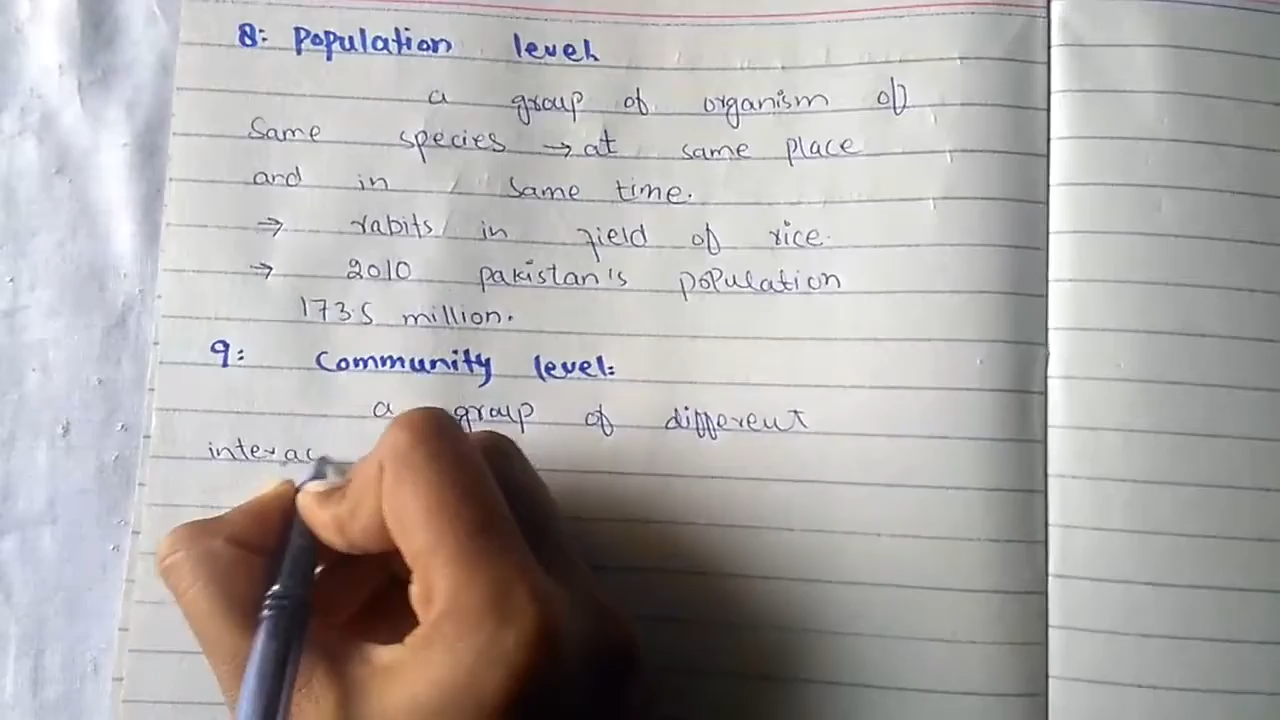 8: Population level
a group of organism of
Same species → at same place
and in same time.
⇒ rabits in field of rice.
⇒ 2010 pakistan's population
173.5 million.
9: Community level:
a group of different
interac